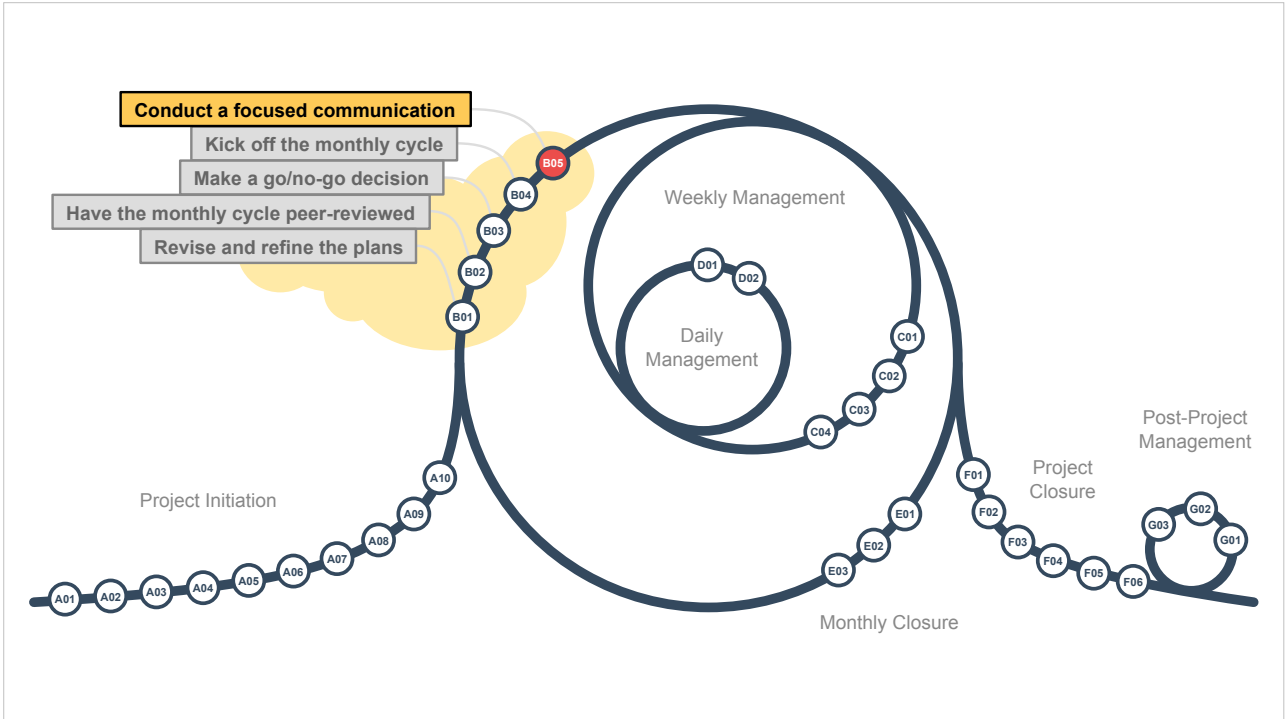 Conduct a focused communication
Kick off the monthly cycle
Make a go/no-go decision
Have the monthly cycle peer-reviewed
Revise and refine the plans
B05
B04
B03
B02
B01
Weekly Management
D01
D02
Daily
Management
C01
C02
C03
C04
Project Initiation
A01
A02
A03
A04
A05
A06
A07
A08
A09
A10
E01
E02
E03
Monthly Closure
F01
F02
F03
F04
F05
F06
Project
Closure
Post-Project
Management
G03
G02
G01